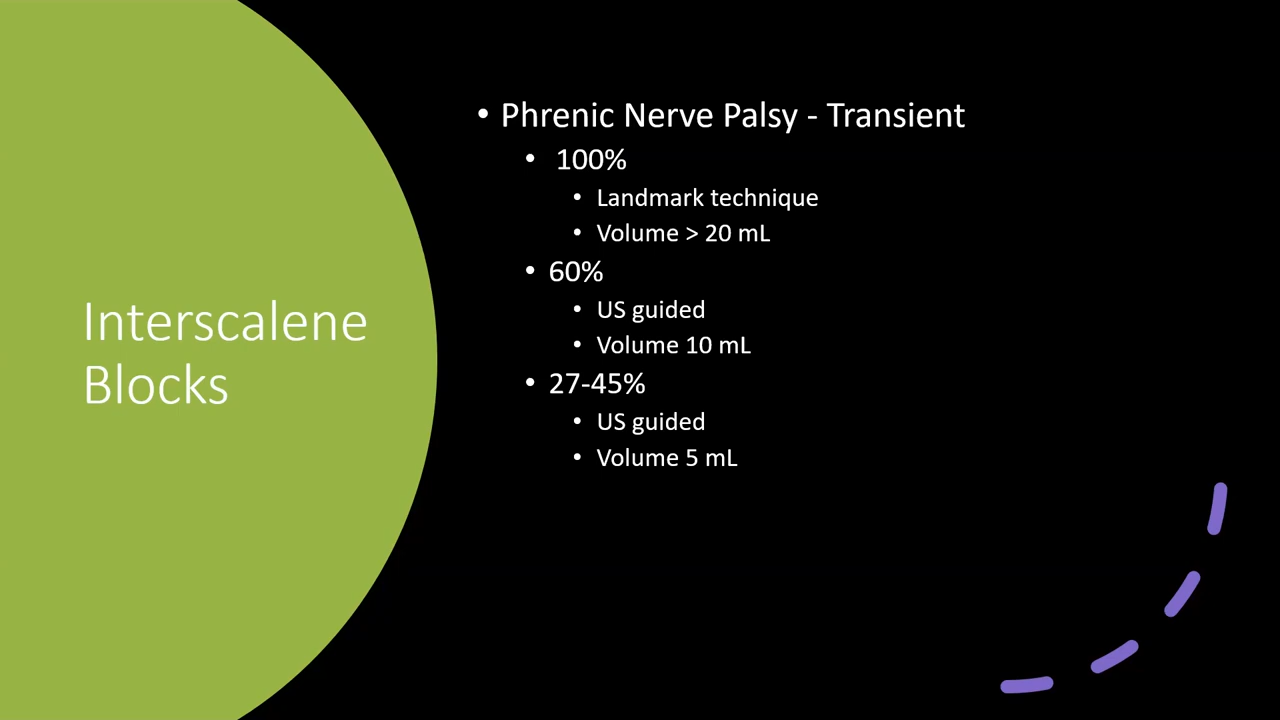 Interscalene
Blocks
• Phrenic Nerve Palsy - Transient
• 100%
• Landmark technique
• Volume > 20 mL
• 60%
• US guided
• Volume 10 mL
• 27-45%
• US guided
• Volume 5 mL